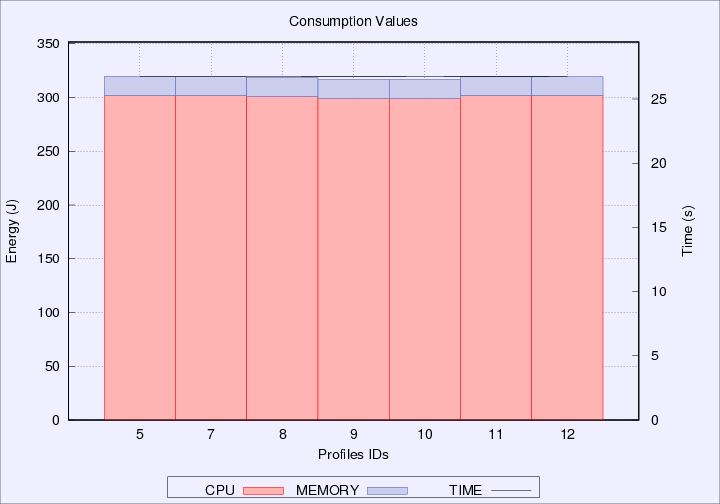 Consumption Values
350
300
250
200
150
100
50
0
Energy (J)
25
20
15
10
5
0
Time (s)
5 7 8 9 10 11 12
Profiles IDs
CPU MEMORY TIME